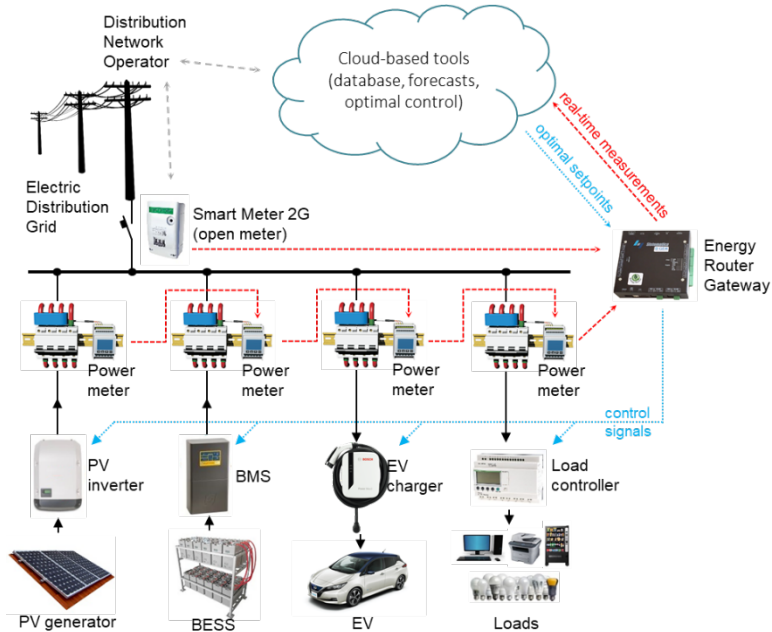 Distribution
Network
Operator
Cloud-based tools
(database, forecasts,
optimal control)
real-time measurements
optimal setpoints
Electric
Distribution
Grid
Smart Meter 2G
(open meter)
Energy
Router
Gateway
Power
meter
Power
meter
Power
meter
Power
meter
control
signals
PV
inverter
BMS
EV
charger
Load
controller
PV generator
BESS
EV
Loads